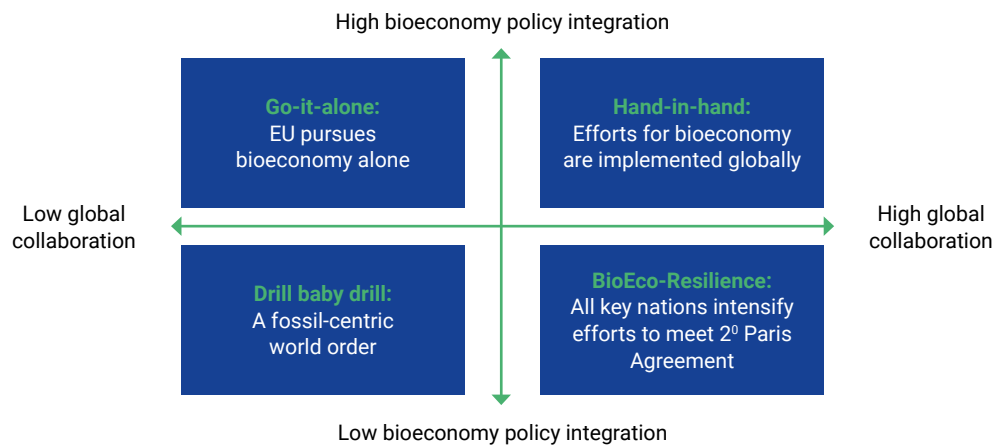 High bioeconomy policy integration
Go-it-alone:
EU pursues
bioeconomy alone
Hand-in-hand:
Efforts for bioeconomy
are implemented globally
Low global
collaboration
High global
collaboration
Drill baby drill:
A fossil-centric
world order
BioEco-Resilience:
All key nations intensify
efforts to meet 2⁰ Paris
Agreement
Low bioeconomy policy integration